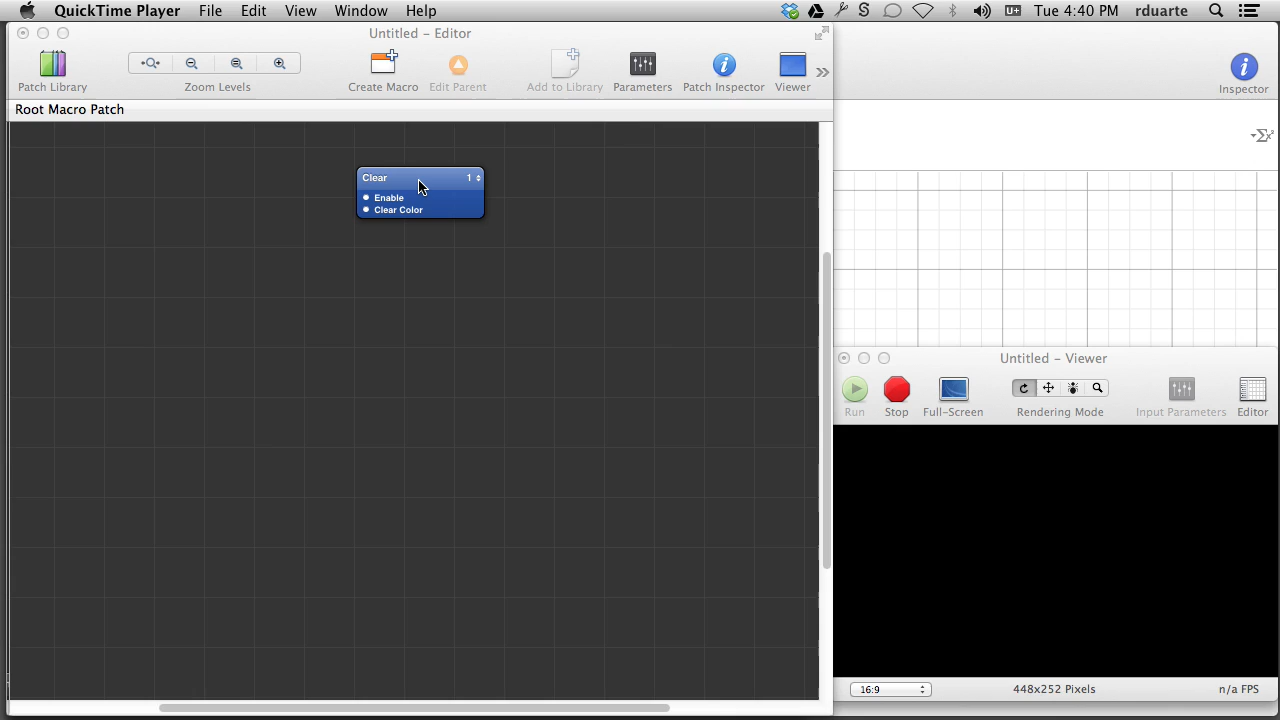 QuickTime Player File Edit View Window Help Tue 4:40 PM rduarte
Untitled – Editor
Patch Library Zoom Levels Create Macro Edit Parent Add to Library Parameters Patch Inspector Viewer
Inspector
Root Macro Patch
Clear 1
Enable
Clear Color
Untitled – Viewer
Run Stop Full-Screen Rendering Mode Input Parameters Editor
16:9 448x252 Pixels n/a FPS